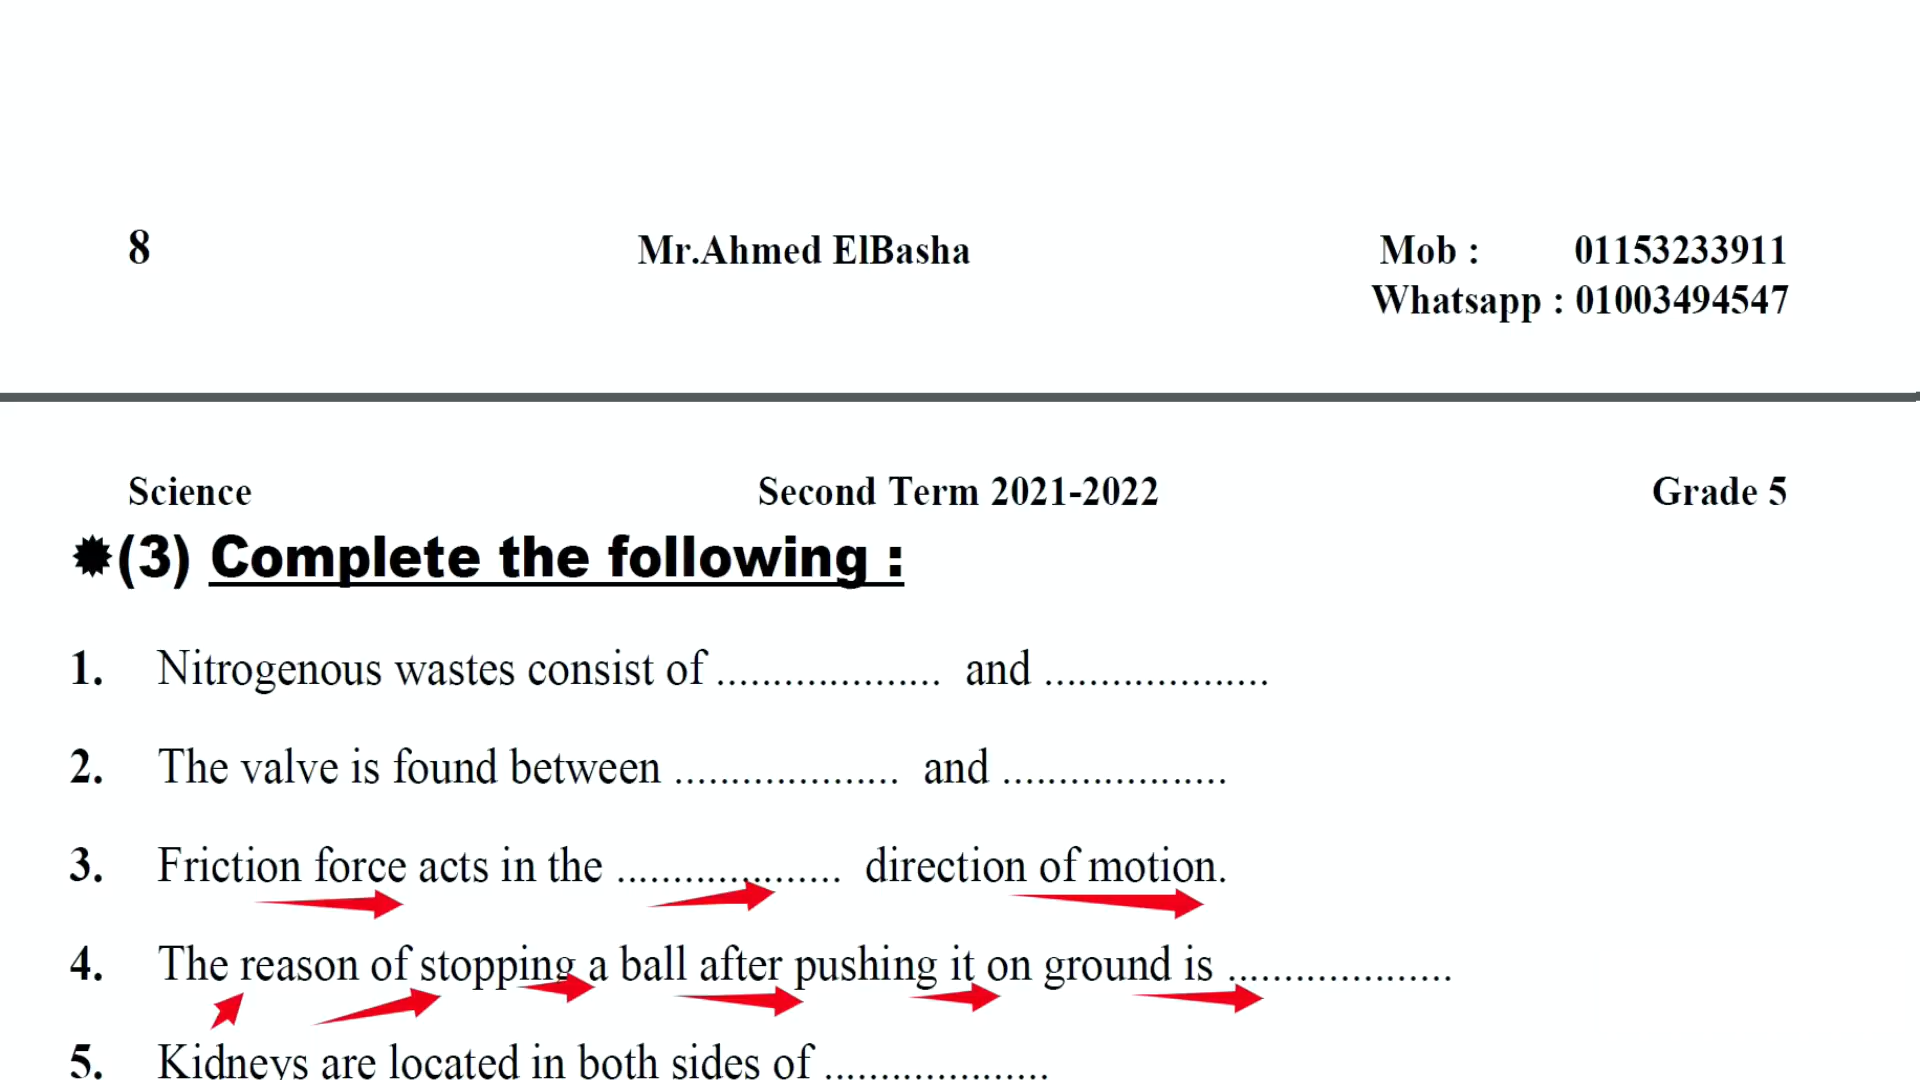 8 Mr.Ahmed ElBasha Mob : 01153233911
Whatsapp : 01003494547
Science Second Term 2021-2022 Grade 5
(3) Complete the following :
1. Nitrogenous wastes consist of ........................ and ........................
2. The valve is found between ........................ and ........................
3. Friction force acts in the ........................ direction of motion.
4. The reason of stopping a ball after pushing it on ground is ........................
5. Kidneys are located in both sides of ........................